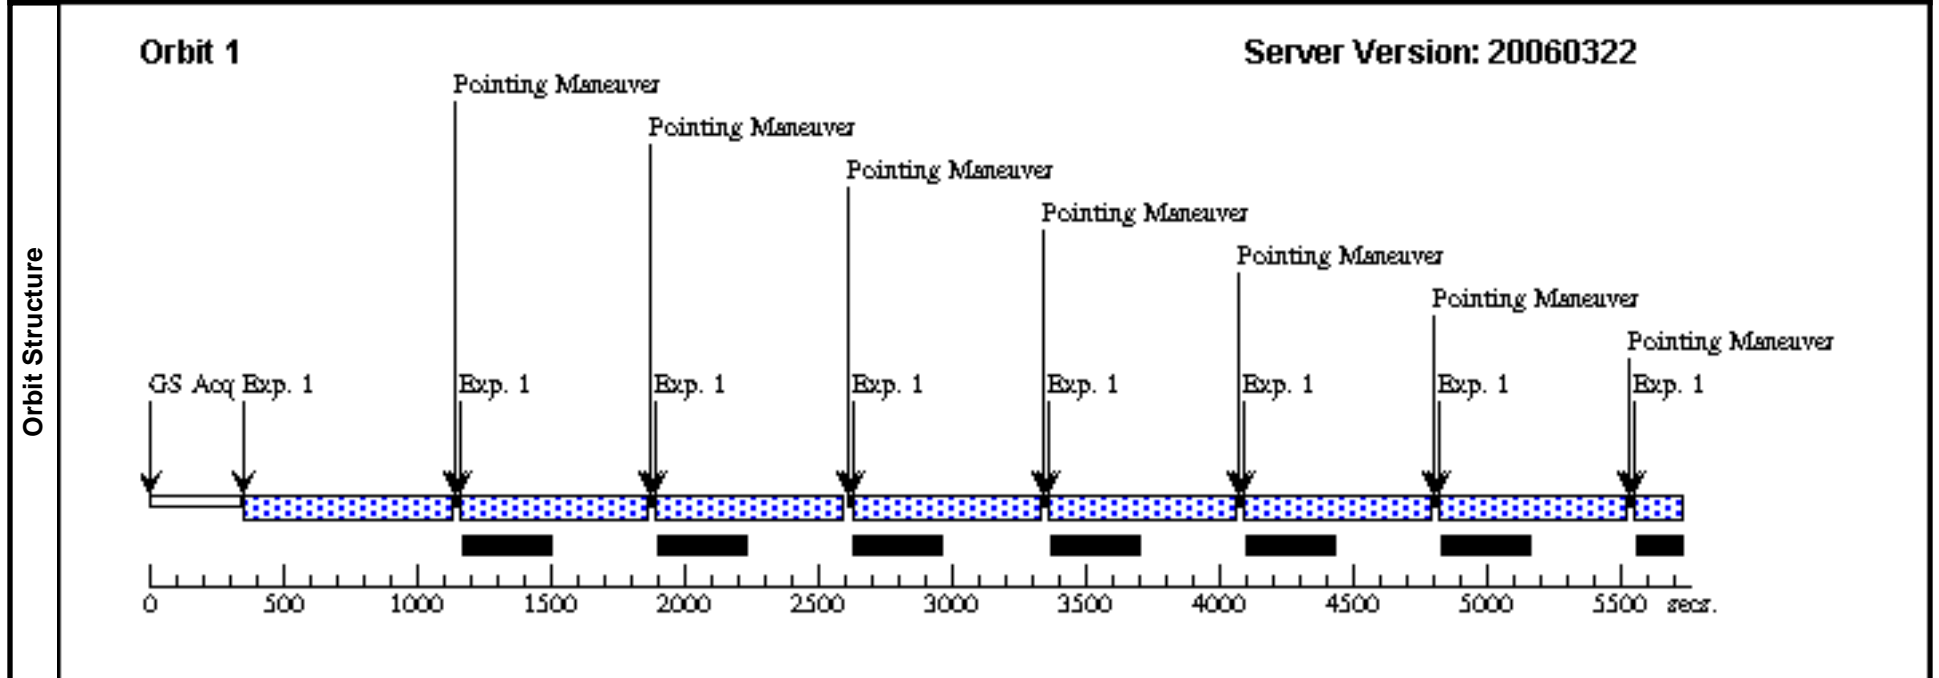 Orbit Structure
Orbit 1
Server Version: 20060322
Pointing Maneuver
Pointing Maneuver
Pointing Maneuver
Pointing Maneuver
Pointing Maneuver
Pointing Maneuver
Pointing Maneuver
GS Acq Exp. 1 Exp. 1 Exp. 1 Exp. 1 Exp. 1 Exp. 1 Exp. 1 Exp. 1
0 500 1000 1500 2000 2500 3000 3500 4000 4500 5000 5500 secs.